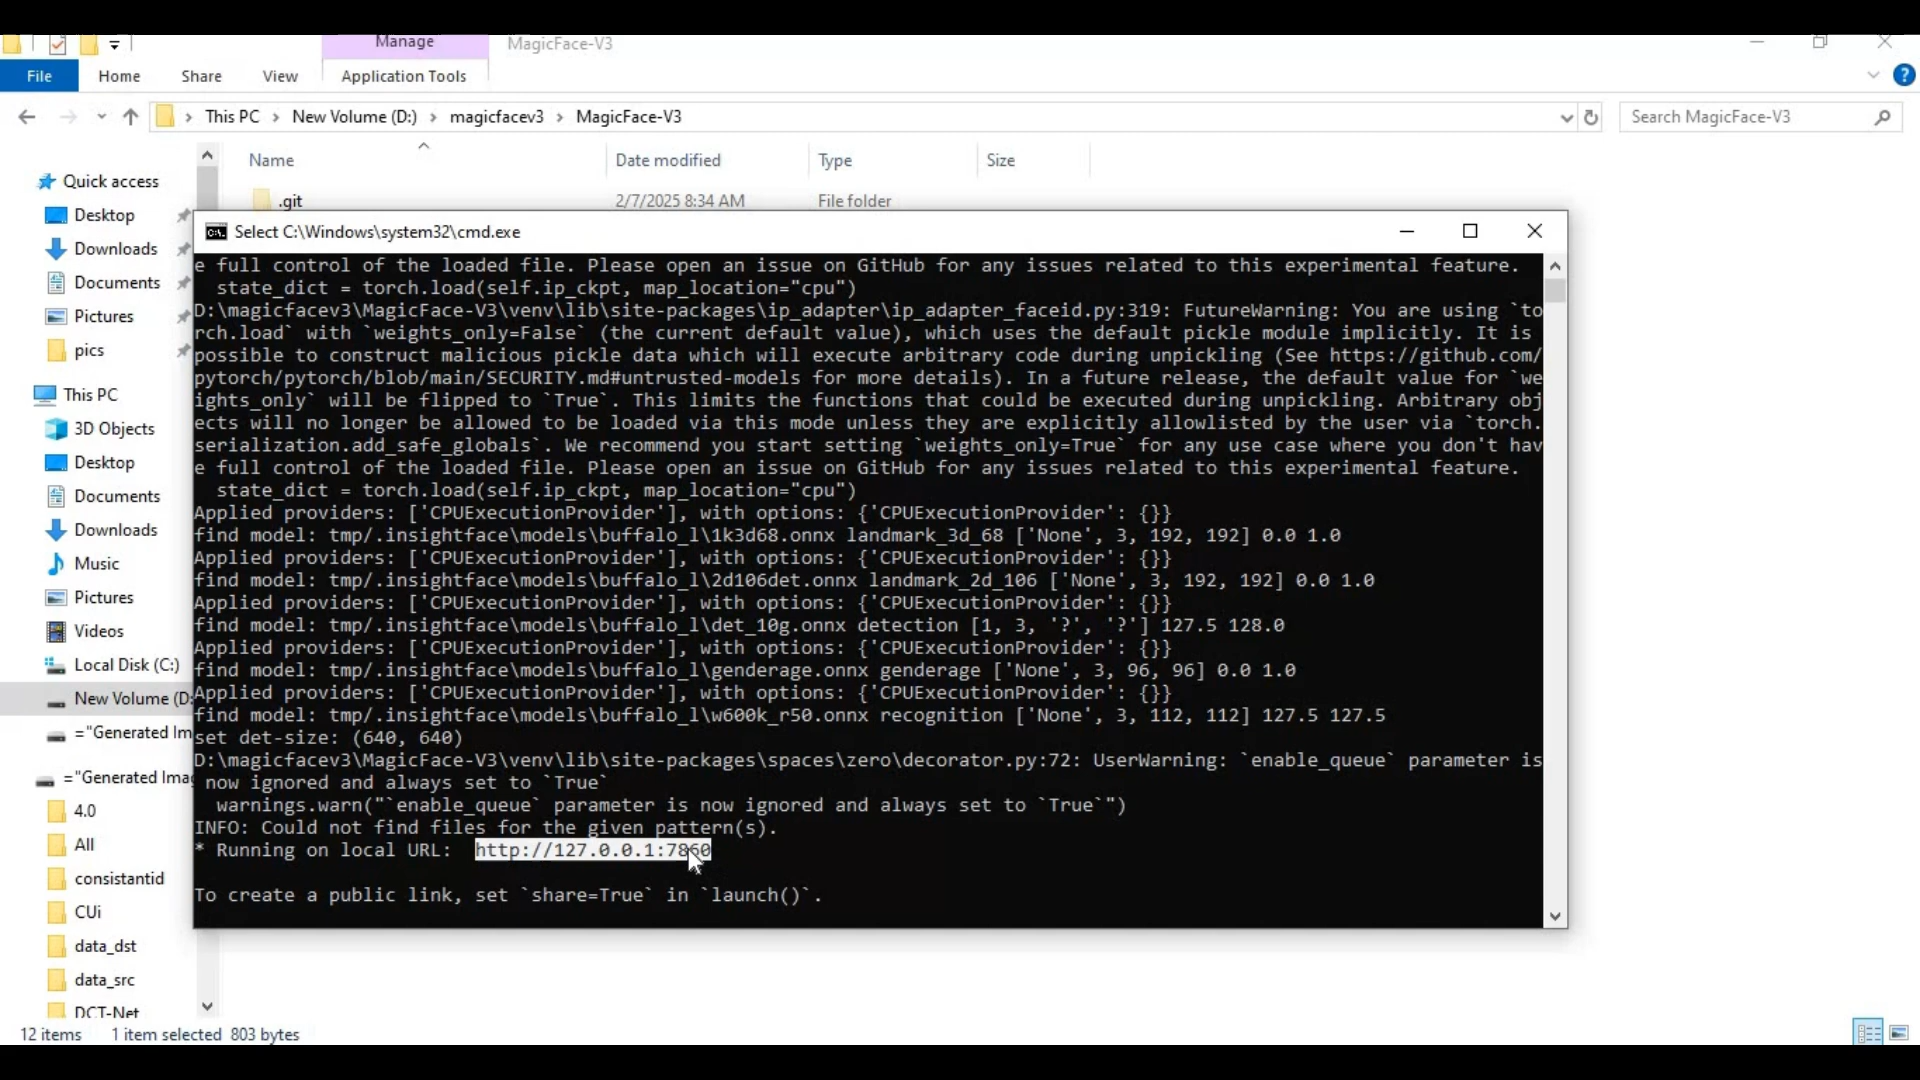 Manage
MagicFace-V3
File
Home
Share
View
Application Tools
This PC
New Volume (D:)
magicfacev3
MagicFace-V3
Search MagicFace-V3
Name
Date modified
Type
Size
.git
2/7/2025 8:34 AM
File folder
Quick access
Desktop
Downloads
Documents
Pictures
pics
This PC
3D Objects
Desktop
Documents
Downloads
Music
Pictures
Videos
Local Disk (C:)
New Volume (D:
="Generated Im
="Generated Imag
4.0
All
consistantid
CUi
data_dst
data_src
DCT-Net
Select C:\Windows\system32\cmd.exe
e full control of the loaded file. Please open an issue on GitHub for any issues related to this experimental feature.
state_dict = torch.load(self.ip_ckpt, map_location="cpu")
D:\magicfacev3\MagicFace-V3\venv\lib\site-packages\ip_adapter\ip_adapter_faceid.py:319: FutureWarning: You are using `to
rch.load` with `weights_only=False` (the current default value), which uses the default pickle module implicitly. It is
possible to construct malicious pickle data which will execute arbitrary code during unpickling (See https://github.com/
pytorch/pytorch/blob/main/SECURITY.md#untrusted-models for more details). In a future release, the default value for `we
ights_only` will be flipped to `True`. This limits the functions that could be executed during unpickling. Arbitrary obj
ects will no longer be allowed to be loaded via this mode unless they are explicitly allowlisted by the user via `torch.
serialization.add_safe_globals`. We recommend you start setting `weights_only=True` for any use case where you don't hav
e full control of the loaded file. Please open an issue on GitHub for any issues related to this experimental feature.
state_dict = torch.load(self.ip_ckpt, map_location="cpu")
Applied providers: ['CPUExecutionProvider'], with options: {'CPUExecutionProvider': {}}
find model: tmp/.insightface\models\buffalo_l\1k3d68.onnx landmark_3d_68 ['None', 3, 192, 192] 0.0 1.0
Applied providers: ['CPUExecutionProvider'], with options: {'CPUExecutionProvider': {}}
find model: tmp/.insightface\models\buffalo_l\2d106det.onnx landmark_2d_106 ['None', 3, 192, 192] 0.0 1.0
Applied providers: ['CPUExecutionProvider'], with options: {'CPUExecutionProvider': {}}
find model: tmp/.insightface\models\buffalo_l\det_10g.onnx detection [1, 3, '?', '?'] 127.5 128.0
Applied providers: ['CPUExecutionProvider'], with options: {'CPUExecutionProvider': {}}
find model: tmp/.insightface\models\buffalo_l\genderage.onnx genderage ['None', 3, 96, 96] 0.0 1.0
Applied providers: ['CPUExecutionProvider'], with options: {'CPUExecutionProvider': {}}
find model: tmp/.insightface\models\buffalo_l\w600k_r50.onnx recognition ['None', 3, 112, 112] 127.5 127.5
set det-size: (640, 640)
D:\magicfacev3\MagicFace-V3\venv\lib\site-packages\spaces\zero\decorator.py:72: UserWarning: `enable_queue` parameter is
now ignored and always set to `True`
warnings.warn("`enable_queue` parameter is now ignored and always set to `True`")
INFO: Could not find files for the given pattern(s).
* Running on local URL: http://127.0.0.1:7860
To create a public link, set `share=True` in `launch()`.
12 items
1 item selected 803 bytes